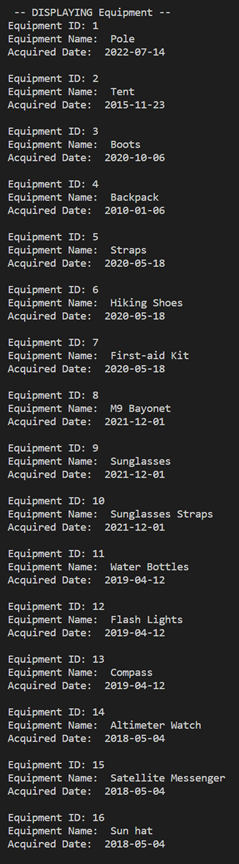 -- DISPLAYING Equipment --
Equipment ID: 1
Equipment Name:  Pole
Acquired Date:  2022-07-14
Equipment ID: 2
Equipment Name:  Tent
Acquired Date:  2015-11-23
Equipment ID: 3
Equipment Name:  Boots
Acquired Date:  2020-10-06
Equipment ID: 4
Equipment Name:  Backpack
Acquired Date:  2010-01-06
Equipment ID: 5
Equipment Name:  Straps
Acquired Date:  2020-05-18
Equipment ID: 6
Equipment Name:  Hiking Shoes
Acquired Date:  2020-05-18
Equipment ID: 7
Equipment Name:  First-aid Kit
Acquired Date:  2020-05-18
Equipment ID: 8
Equipment Name:  M9 Bayonet
Acquired Date:  2021-12-01
Equipment ID: 9
Equipment Name:  Sunglasses
Acquired Date:  2021-12-01
Equipment ID: 10
Equipment Name:  Sunglasses Straps
Acquired Date:  2021-12-01
Equipment ID: 11
Equipment Name:  Water Bottles
Acquired Date:  2019-04-12
Equipment ID: 12
Equipment Name:  Flash Lights
Acquired Date:  2019-04-12
Equipment ID: 13
Equipment Name:  Compass
Acquired Date:  2019-04-12
Equipment ID: 14
Equipment Name:  Altimeter Watch
Acquired Date:  2018-05-04
Equipment ID: 15
Equipment Name:  Satellite Messenger
Acquired Date:  2018-05-04
Equipment ID: 16
Equipment Name:  Sun hat
Acquired Date:  2018-05-04